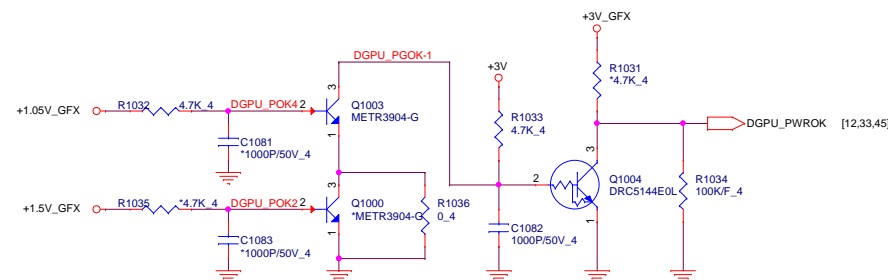 +3V_GFX
DGPU_PGOK-1
+3V
R1031
*4.7K_4
+1.05V_GFX
R1032
4.7K_4
DGPU_POK4
2
3
1
Q1003
METR3904-G
C1081
*1000P/50V_4
R1033
4.7K_4
DGPU_PWROK
[12,33,45]
2
3
1
Q1004
DRC5144E0L
R1034
100K/F_4
+1.5V_GFX
R1035
*4.7K_4
DGPU_POK2
2
3
1
Q1000
*METR3904-G
R1036
0_4
C1083
*1000P/50V_4
C1082
1000P/50V_4